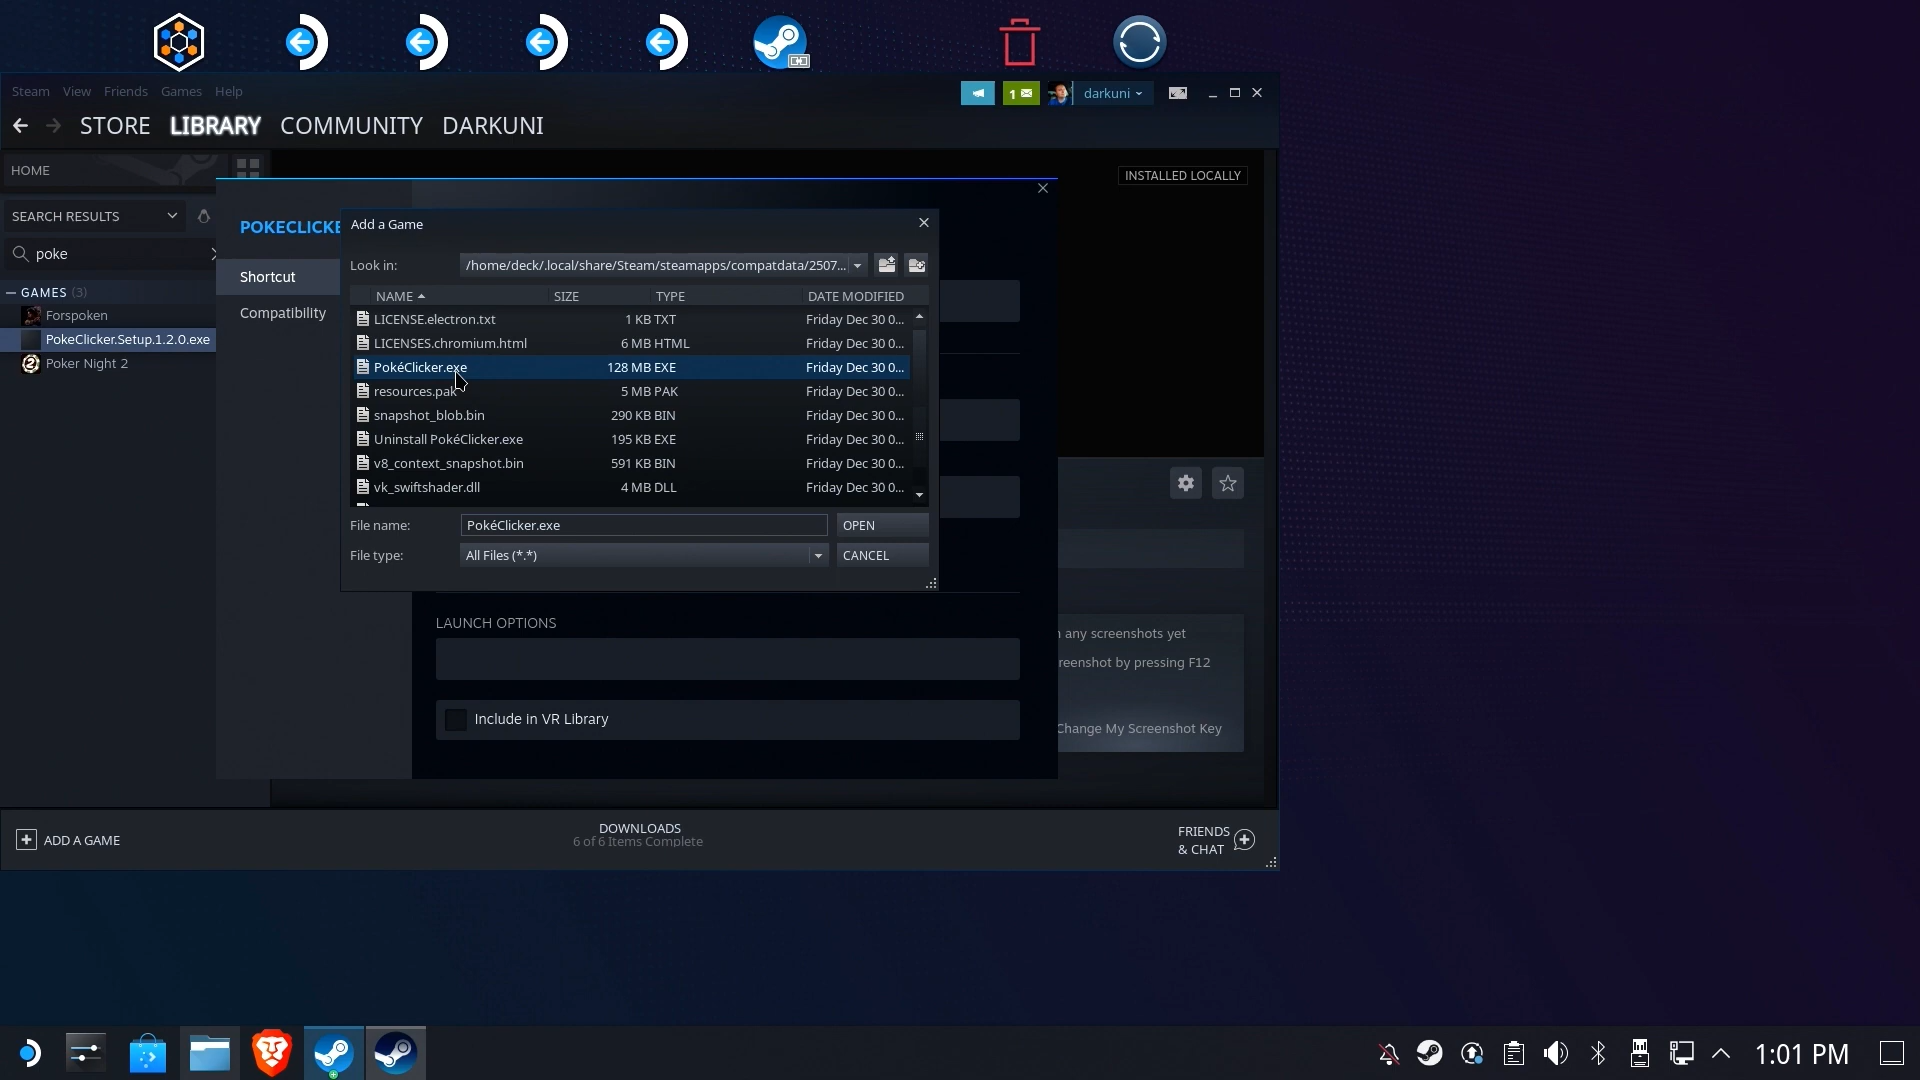 Steam View Friends Games Help
1 darkuni
STORE LIBRARY COMMUNITY DARKUNI
HOME
INSTALLED LOCALLY
SEARCH RESULTS
poke
GAMES (3)
Forspoken
PokeClicker.Setup.1.2.0.exe
Poker Night 2
POKECLICKE
Shortcut
Compatibility
Add a Game
Look in: /home/deck/.local/share/Steam/steamapps/compatdata/2507...
NAME SIZE TYPE DATE MODIFIED
LICENSE.electron.txt 1 KB TXT Friday Dec 30 0...
LICENSES.chromium.html 6 MB HTML Friday Dec 30 0...
PokéClicker.exe 128 MB EXE Friday Dec 30 0...
resources.pak 5 MB PAK Friday Dec 30 0...
snapshot_blob.bin 290 KB BIN Friday Dec 30 0...
Uninstall PokéClicker.exe 195 KB EXE Friday Dec 30 0...
v8_context_snapshot.bin 591 KB BIN Friday Dec 30 0...
vk_swiftshader.dll 4 MB DLL Friday Dec 30 0...
File name: PokéClicker.exe OPEN
File type: All Files (*.*) CANCEL
LAUNCH OPTIONS
Include in VR Library
any screenshots yet
reenshot by pressing F12
Change My Screenshot Key
ADD A GAME
DOWNLOADS
6 of 6 Items Complete
FRIENDS
& CHAT
1:01 PM